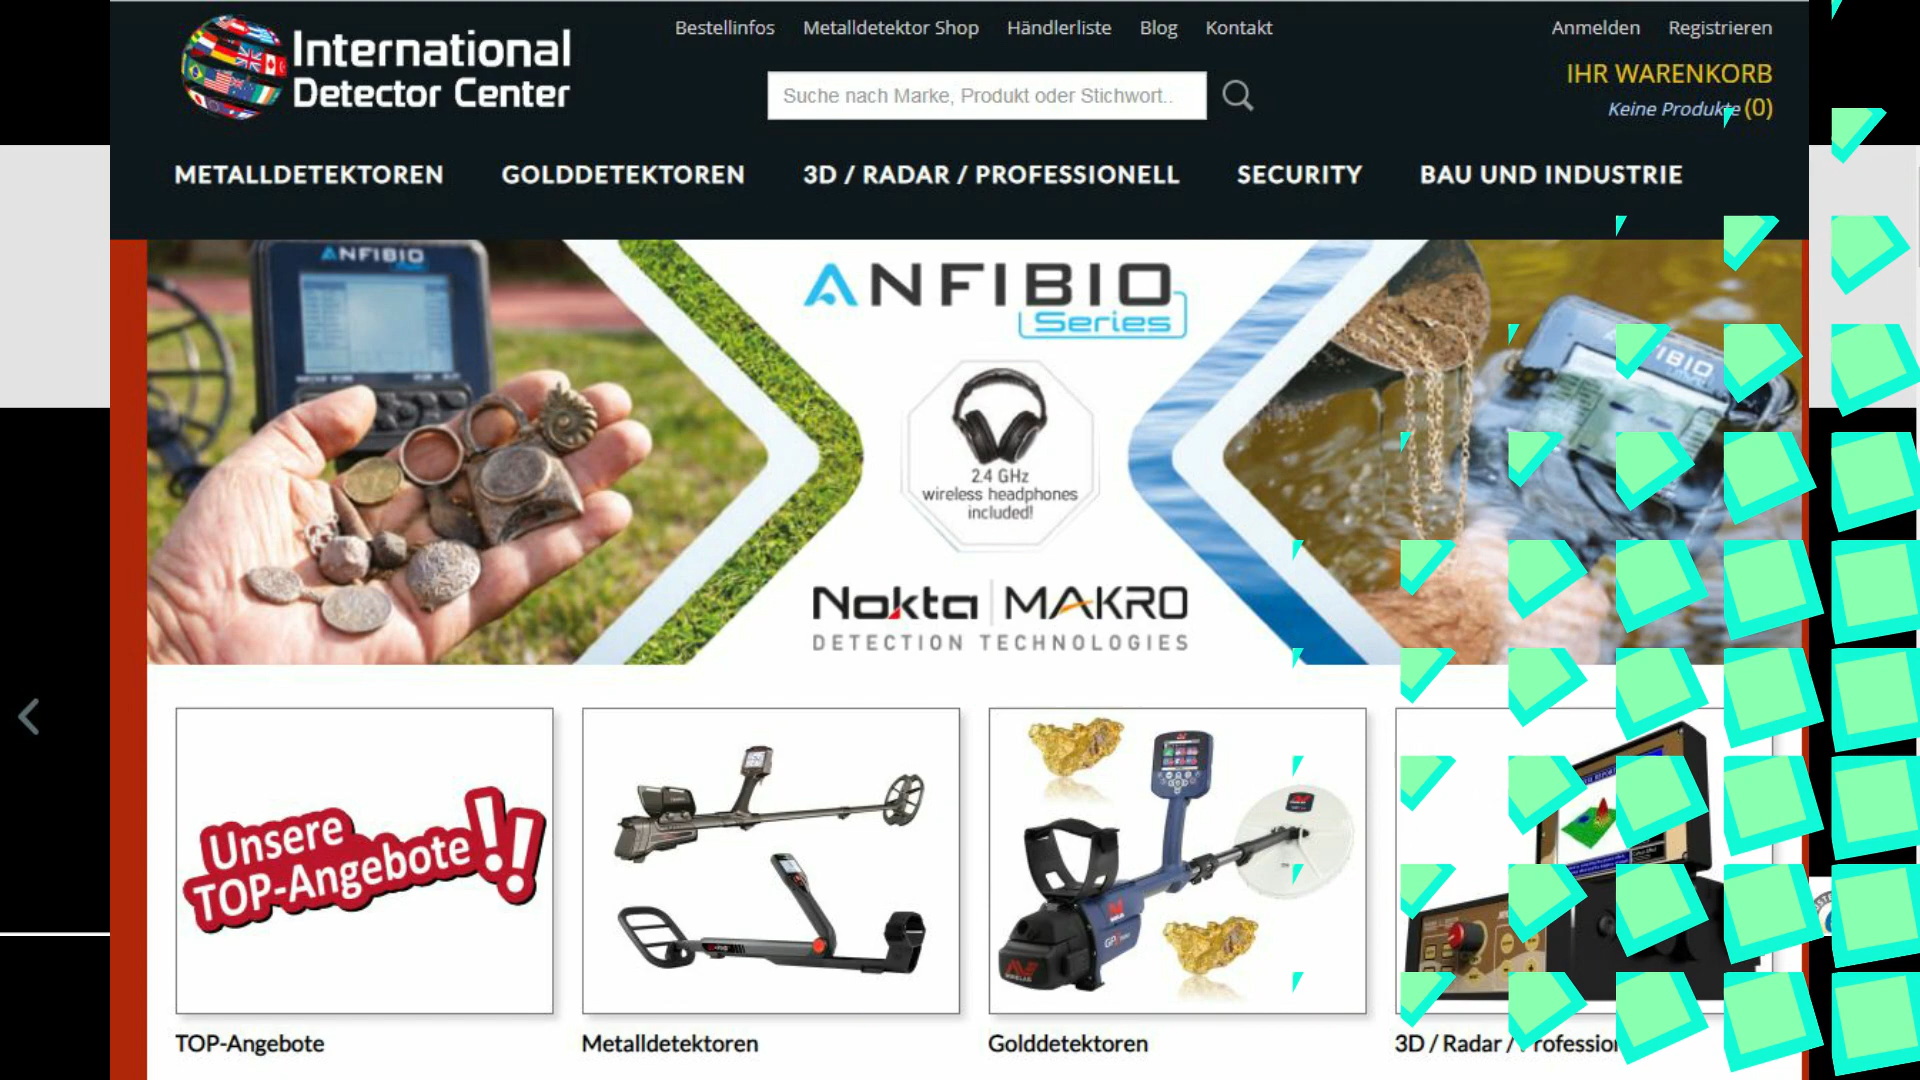 International
Detector Center
Bestellinfos Metalldetektor Shop Händlerliste Blog Kontakt
Anmelden Registrieren
Suche nach Marke, Produkt oder Stichwort..
IHR WARENKORB
Keine Produkte (0)
METALLDETEKTOREN GOLDDETEKTOREN 3D / RADAR / PROFESSIONELL SECURITY BAU UND INDUSTRIE
ANFIBIO
ANFIBIO
Series
2.4 GHz
wireless headphones
included!
Nokta MAKRO
DETECTION TECHNOLOGIES
Unsere
TOP-Angebote!!
TOP-Angebote
Metalldetektoren
Golddetektoren
3D / Radar /